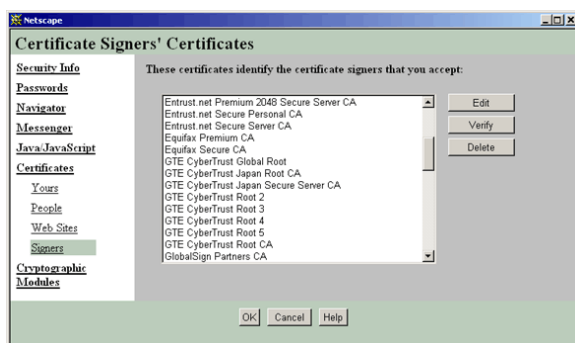 Netscape
Certificate Signers' Certificates
Security Info
Passwords
Navigator
Messenger
Java/JavaScript
Certificates
Yours
People
Web Sites
Signers
Cryptographic
Modules
These certificates identify the certificate signers that you accept:
Entrust.net Premium 2048 Secure Server CA
Entrust.net Secure Personal CA
Entrust.net Secure Server CA
Equifax Premium CA
Equifax Secure CA
GTE CyberTrust Global Root
GTE CyberTrust Japan Root CA
GTE CyberTrust Japan Secure Server CA
GTE CyberTrust Root 2
GTE CyberTrust Root 3
GTE CyberTrust Root 4
GTE CyberTrust Root 5
GTE CyberTrust Root CA
GlobalSign Partners CA
Edit
Verify
Delete
OK Cancel Help